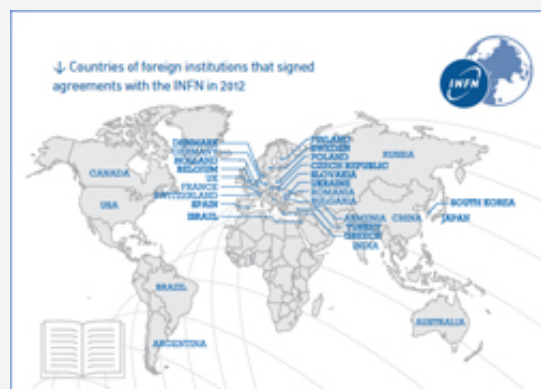 ↓ Countries of foreign institutions that signed
agreements with the INFN in 2012
INFN
DENMARK
GERMANY
HOLLAND
BELGIUM
UK
FRANCE
SWITZERLAND
SPAIN
ISRAEL
FINLAND
SWEDEN
POLAND
CZECH REPUBLIC
SLOVAKIA
UKRAINE
ROMANIA
BULGARIA
ARMENIA
TURKEY
GREECE
INDIA
CANADA
USA
RUSSIA
CHINA
SOUTH KOREA
JAPAN
BRAZIL
ARGENTINA
AUSTRALIA